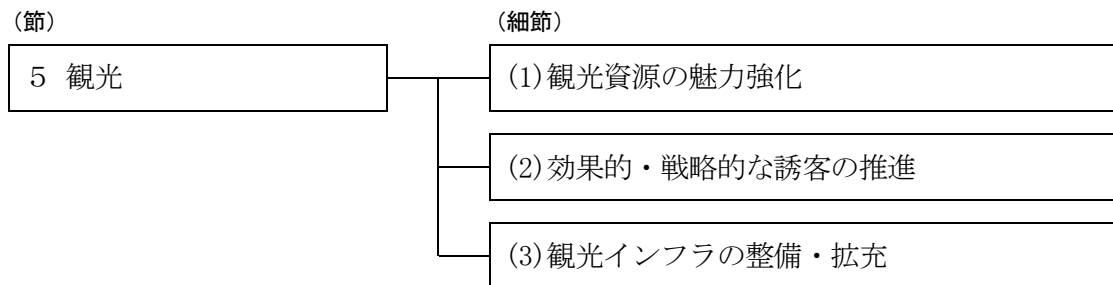 （節）
（細節）
５ 観光
(1)観光資源の魅力強化
(2)効果的・戦略的な誘客の推進
(3)観光インフラの整備・拡充